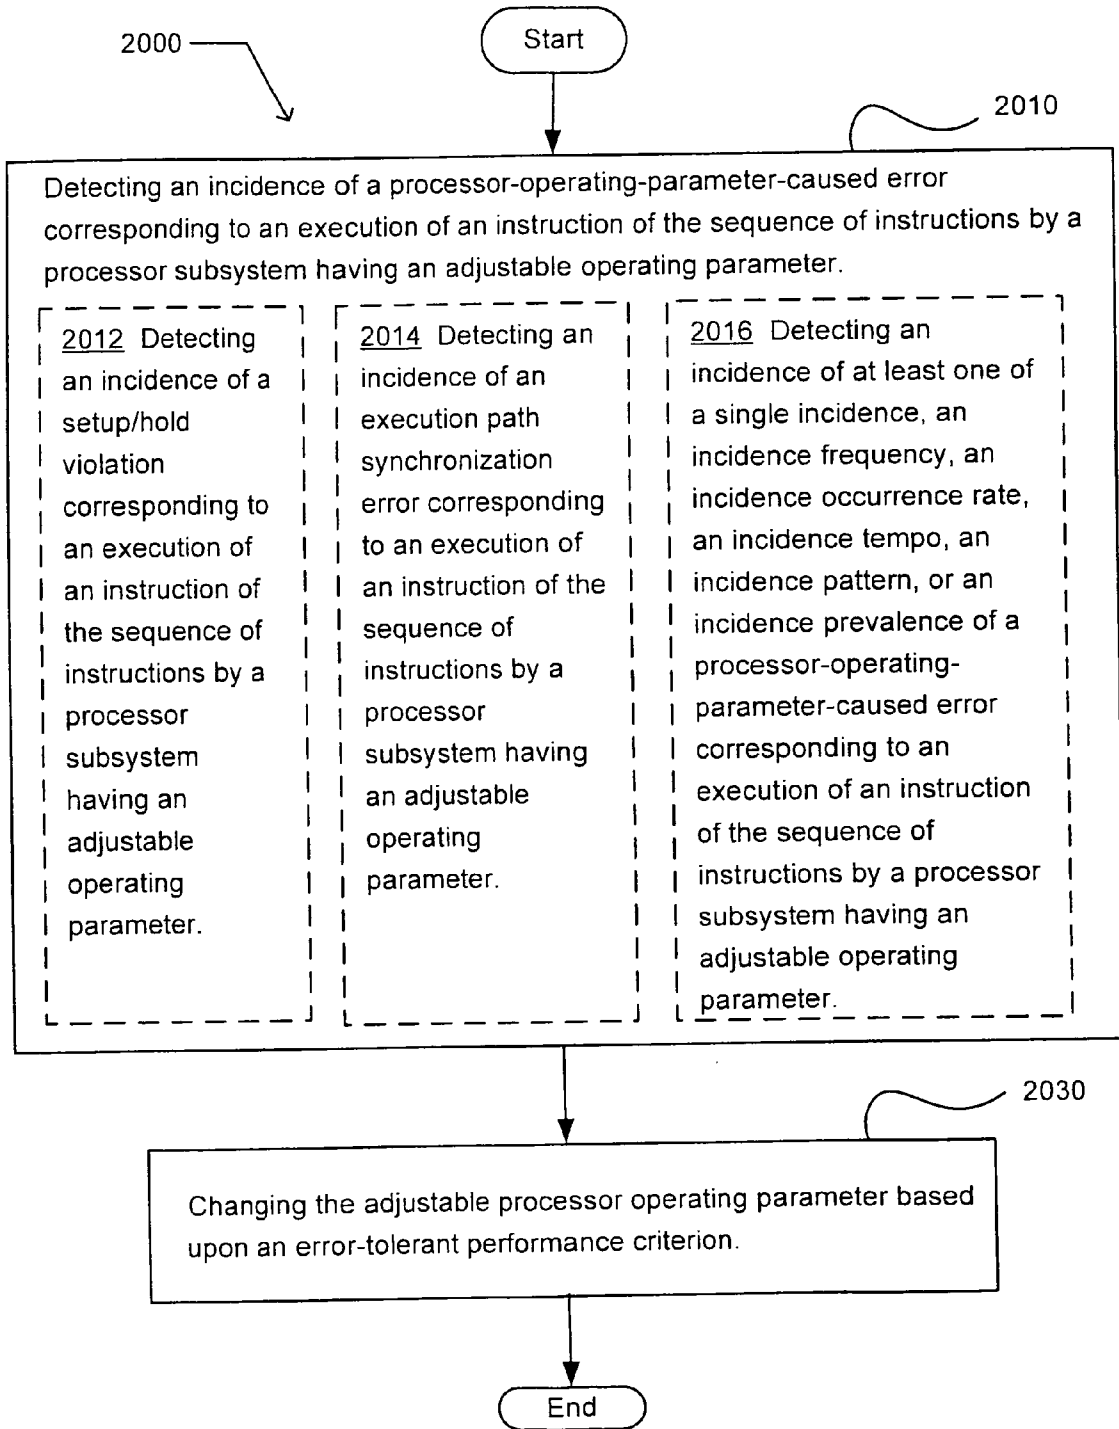 2000
Start
2010
Detecting an incidence of a processor-operating-parameter-caused error
corresponding to an execution of an instruction of the sequence of instructions by a
processor subsystem having an adjustable operating parameter.
2012 Detecting
an incidence of a
setup/hold
violation
corresponding to
an execution of
an instruction of
the sequence of
instructions by a
processor
subsystem
having an
adjustable
operating
parameter.
2014 Detecting an
incidence of an
execution path
synchronization
error corresponding
to an execution of
an instruction of the
sequence of
instructions by a
processor
subsystem having
an adjustable
operating
parameter.
2016 Detecting an
incidence of at least one of
a single incidence, an
incidence frequency, an
incidence occurrence rate,
an incidence tempo, an
incidence pattern, or an
incidence prevalence of a
processor-operating-
parameter-caused error
corresponding to an
execution of an instruction
of the sequence of
instructions by a processor
subsystem having an
adjustable operating
parameter.
2030
Changing the adjustable processor operating parameter based
upon an error-tolerant performance criterion.
End